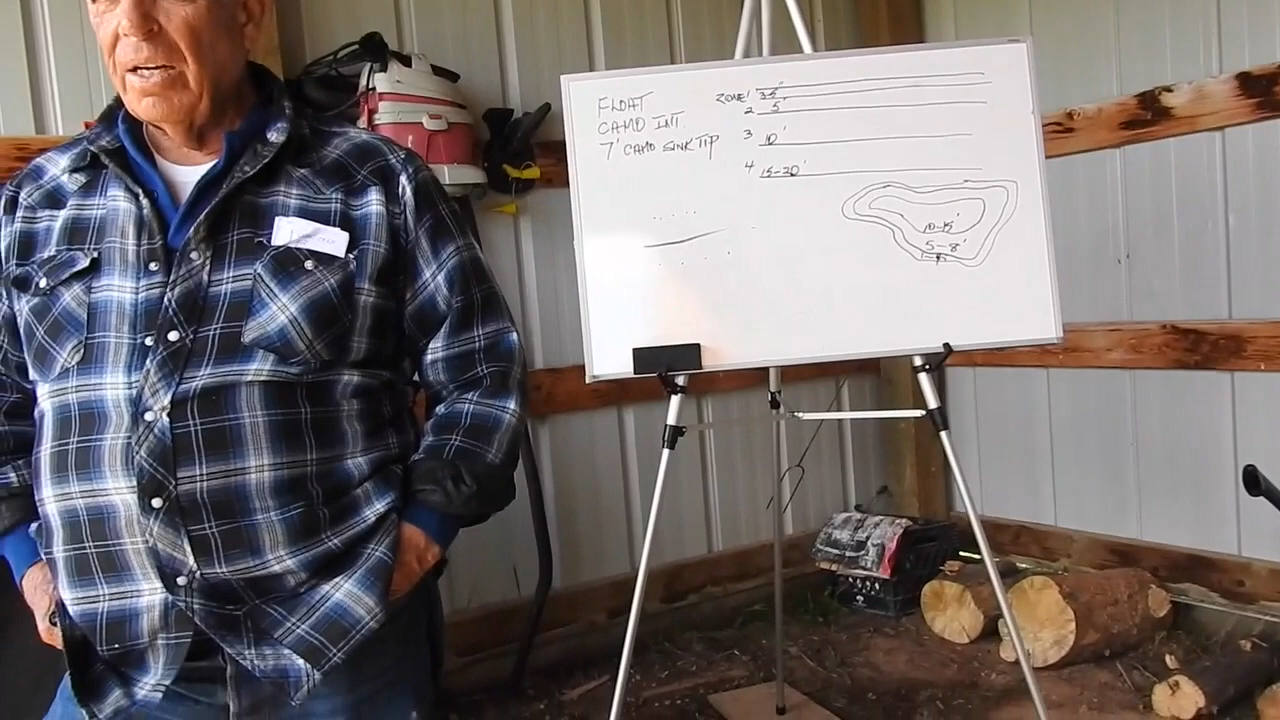 FLOAT
CAMO INT.
7' CAMO SINK TIP
ZONE 1 3-5'
2 5'
3 10'
4 15-20'
10-15'
5-8'